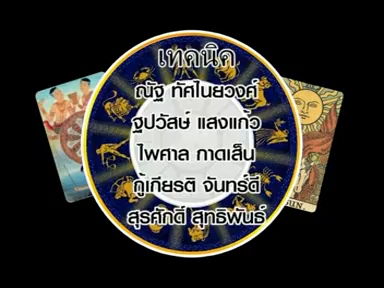 เทคนิค
ณัฐ ทัศไนยวงศ์
ฐปวัสษ์ แสงแก้ว
ไพศาล กาดเส็น
กู้เกียรติ จันทร์ดี
สุรศักดิ์ สุทธิพันธ์
SUN.